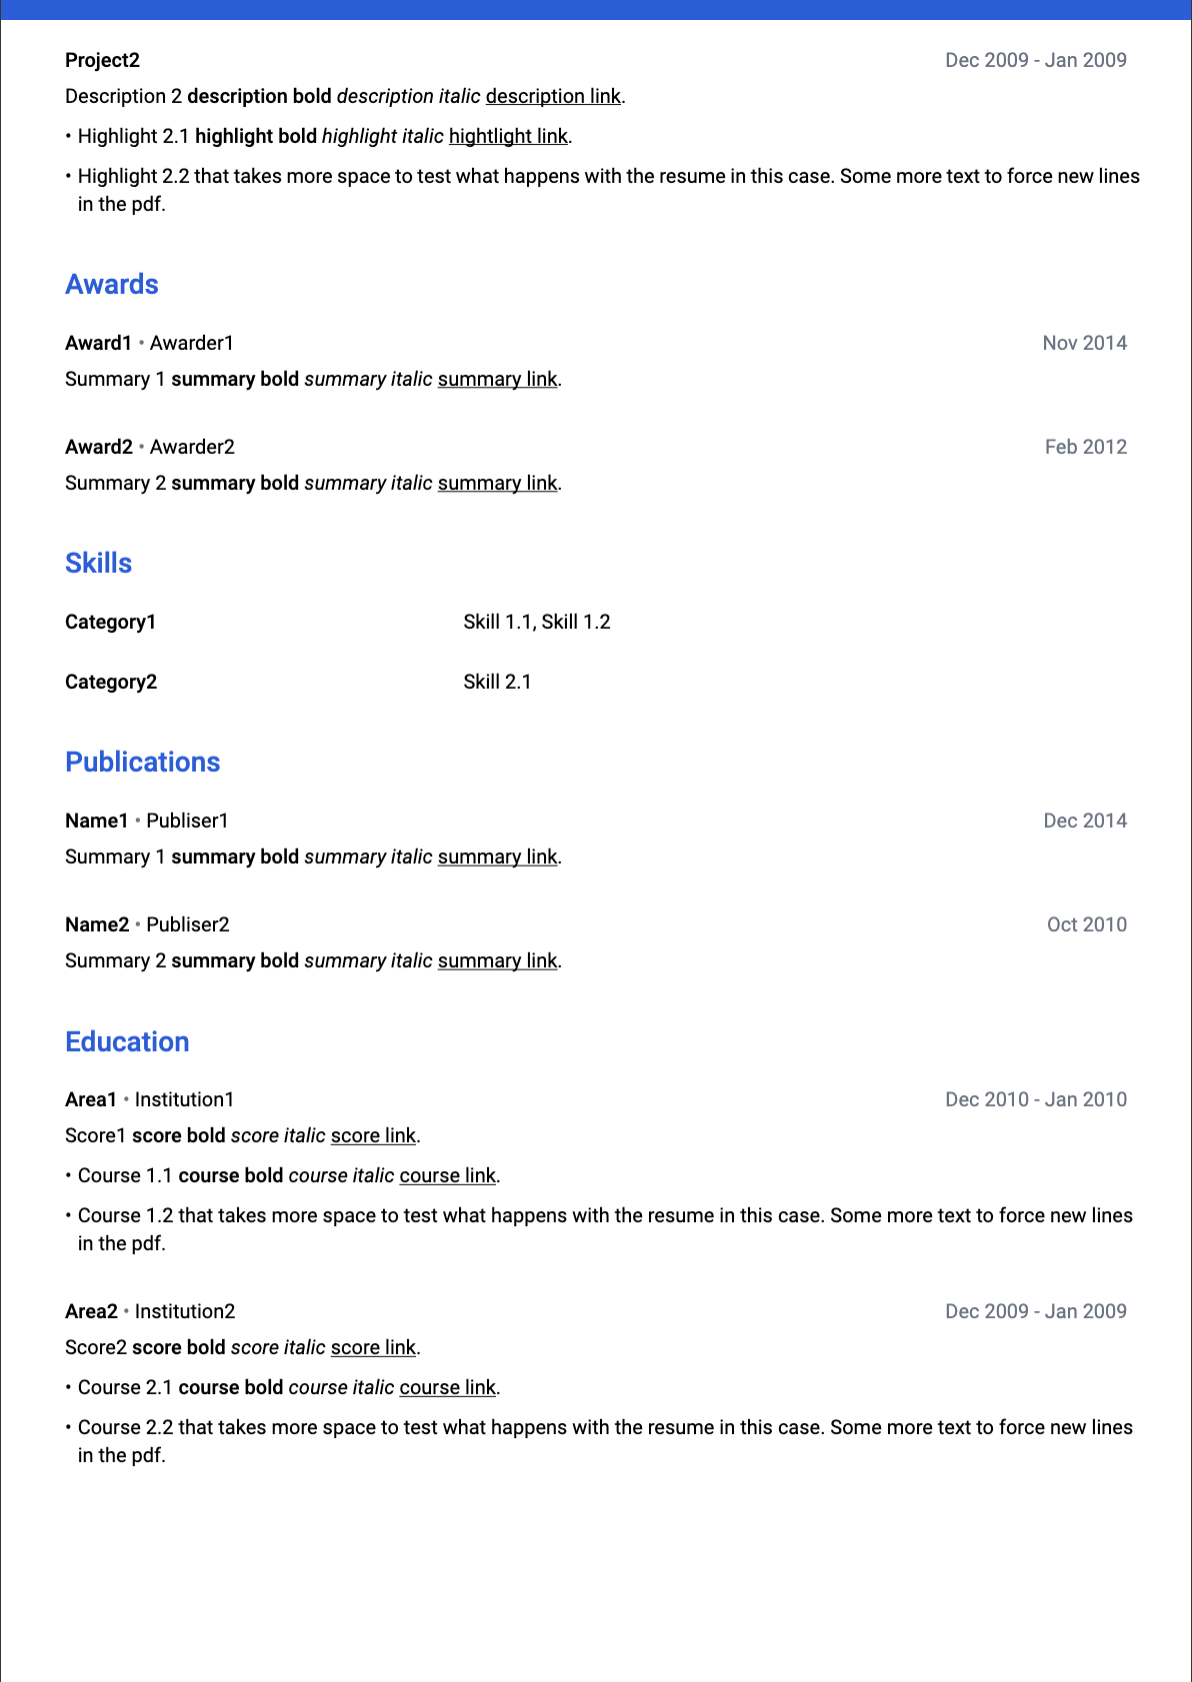 Project2 Dec 2009 - Jan 2009
Description 2 description bold description italic description link.
• Highlight 2.1 highlight bold highlight italic hightlight link.
• Highlight 2.2 that takes more space to test what happens with the resume in this case. Some more text to force new lines
in the pdf.
Awards
Award1 • Awarder1 Nov 2014
Summary 1 summary bold summary italic summary link.
Award2 • Awarder2 Feb 2012
Summary 2 summary bold summary italic summary link.
Skills
Category1 Skill 1.1, Skill 1.2
Category2 Skill 2.1
Publications
Name1 • Publiser1 Dec 2014
Summary 1 summary bold summary italic summary link.
Name2 • Publiser2 Oct 2010
Summary 2 summary bold summary italic summary link.
Education
Area1 • Institution1 Dec 2010 - Jan 2010
Score1 score bold score italic score link.
• Course 1.1 course bold course italic course link.
• Course 1.2 that takes more space to test what happens with the resume in this case. Some more text to force new lines
in the pdf.
Area2 • Institution2 Dec 2009 - Jan 2009
Score2 score bold score italic score link.
• Course 2.1 course bold course italic course link.
• Course 2.2 that takes more space to test what happens with the resume in this case. Some more text to force new lines
in the pdf.